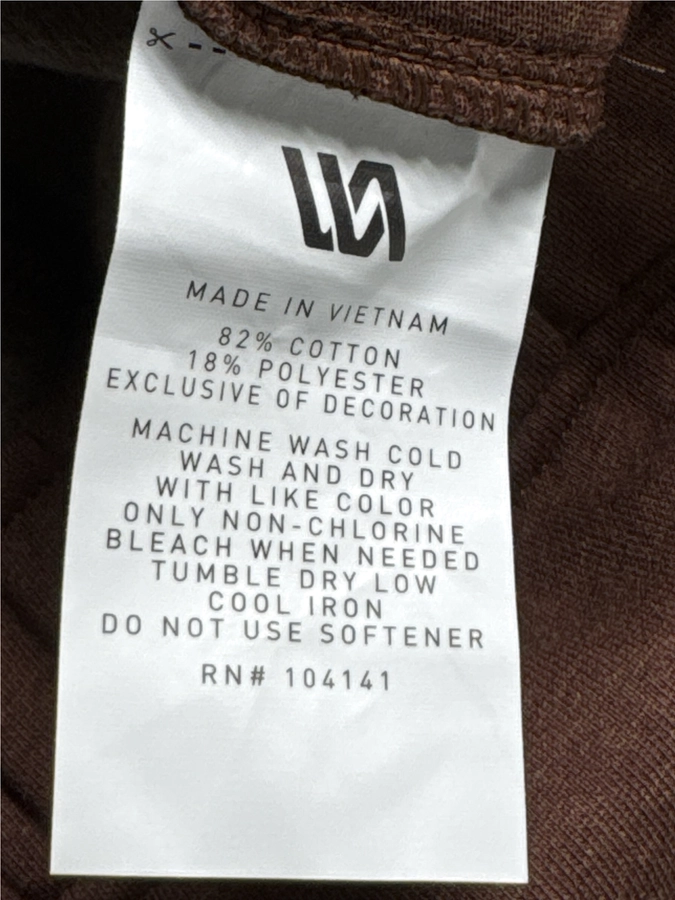 MADE IN VIETNAM
82% COTTON
18% POLYESTER
EXCLUSIVE OF DECORATION
MACHINE WASH COLD
WASH AND DRY
WITH LIKE COLOR
ONLY NON-CHLORINE
BLEACH WHEN NEEDED
TUMBLE DRY LOW
COOL IRON
DO NOT USE SOFTENER
RN# 104141